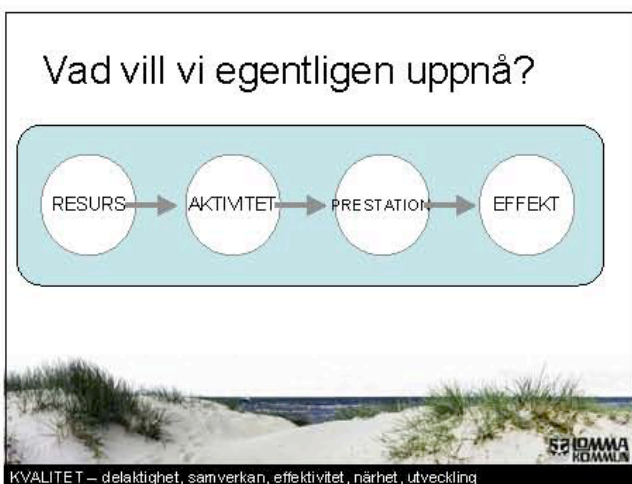 Vad vill vi egentligen uppnå?
RESURS AKTIVITET PRESTATION EFFEKT
LOMMA
KOMMUN
KVALITET – delaktighet, samverkan, effektivitet, närhet, utveckling